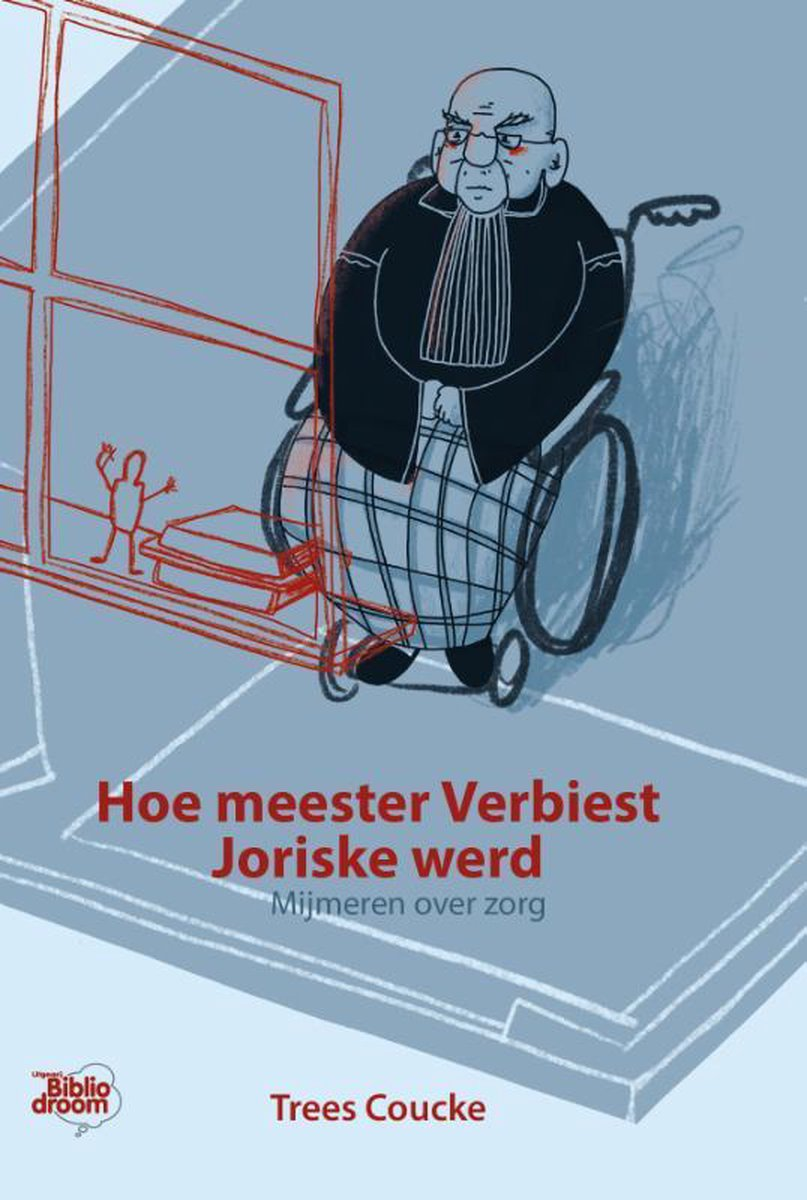 Hoe meester Verbiest
Joriske werd
Mijmeren over zorg
Uitgeverij
Biblio
droom
Trees Coucke